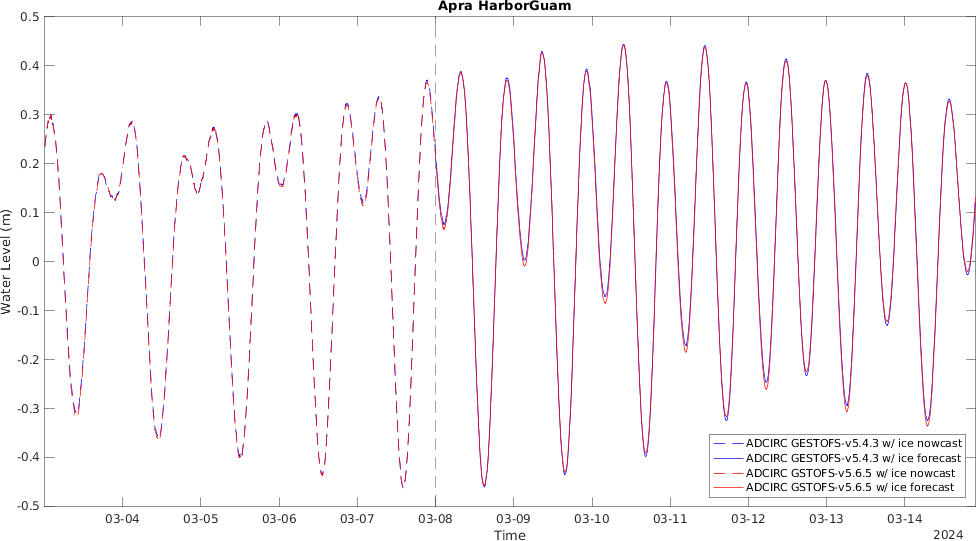 Apra HarborGuam
0.5
0.4
0.3
0.2
0.1
0
-0.1
-0.2
-0.3
-0.4
-0.5
Water Level (m)
ADCIRC GESTOFS-v5.4.3 w/ ice nowcast
ADCIRC GESTOFS-v5.4.3 w/ ice forecast
ADCIRC GSTOFS-v5.6.5 w/ ice nowcast
ADCIRC GSTOFS-v5.6.5 w/ ice forecast
03-04 03-05 03-06 03-07 03-08 03-09 03-10 03-11 03-12 03-13 03-14
Time
2024